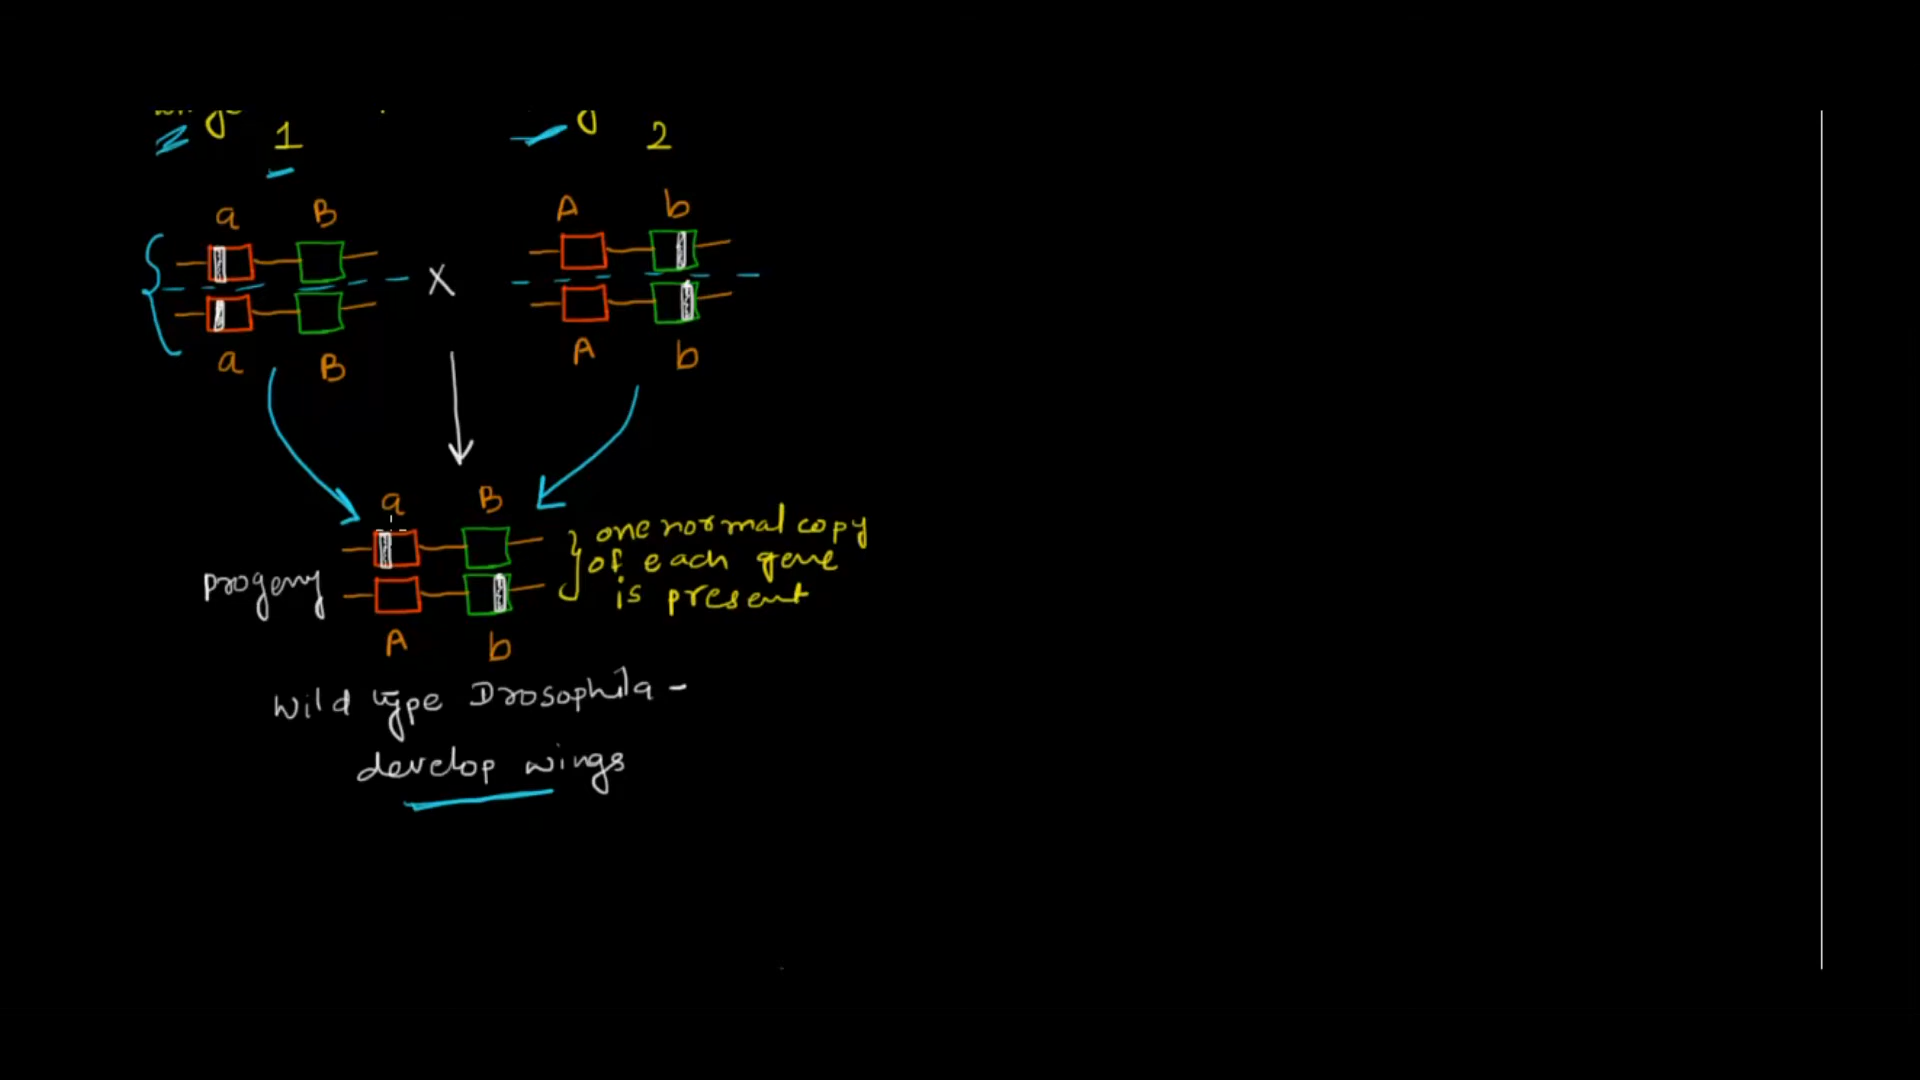 1 2
a B A b
X
a B A b
a B
one normal copy
of each gene
progeny
is present
A b
Wild type Drosophila -
develop wings